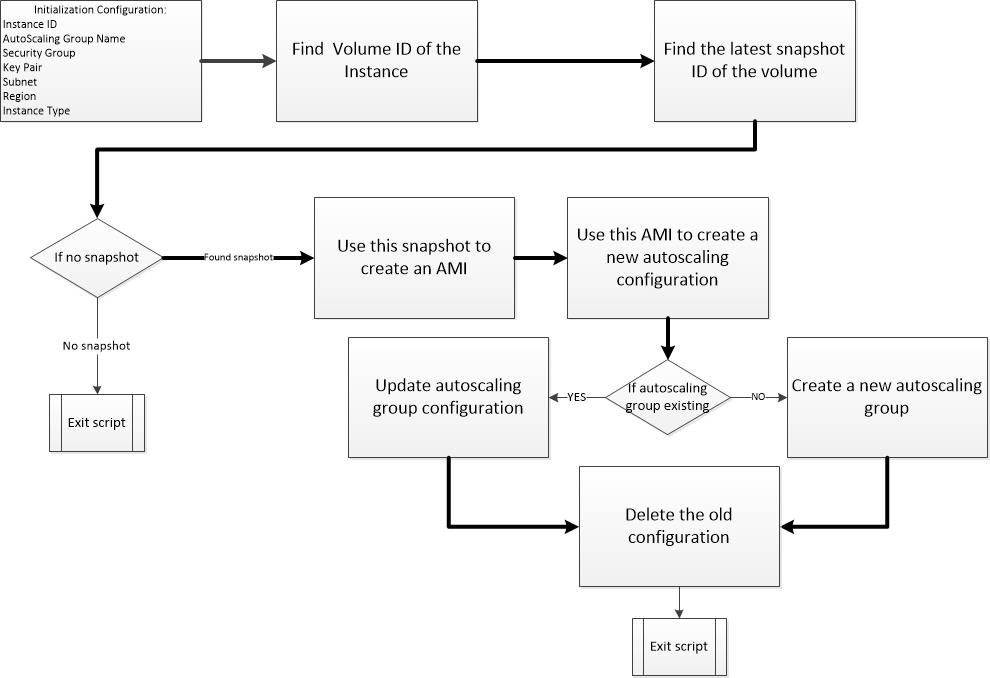 Initialization Configuration:
Instance ID
AutoScaling Group Name
Security Group
Key Pair
Subnet
Region
Instance Type
Find  Volume ID of the
Instance
Find the latest snapshot
ID of the volume
If no snapshot
Found snapshot
Use this snapshot to
create an AMI
Use this AMI to create a
new autoscaling
configuration
No snapshot
Exit script
Update autoscaling
group configuration
YES
If autoscaling
group existing
NO
Create a new autoscaling
group
Delete the old
configuration
Exit script